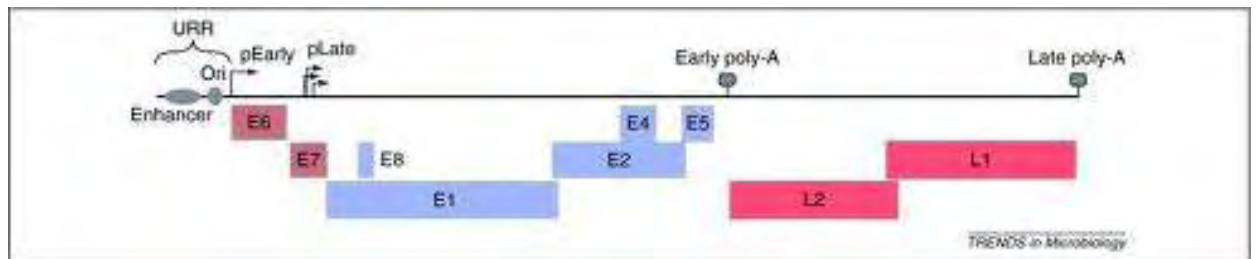 URR
pEarly
pLate
Early poly-A
Late poly-A
Ori
Enhancer
E6
E4
E5
E7
E8
E2
L1
E1
L2
TRENDS in Microbiology